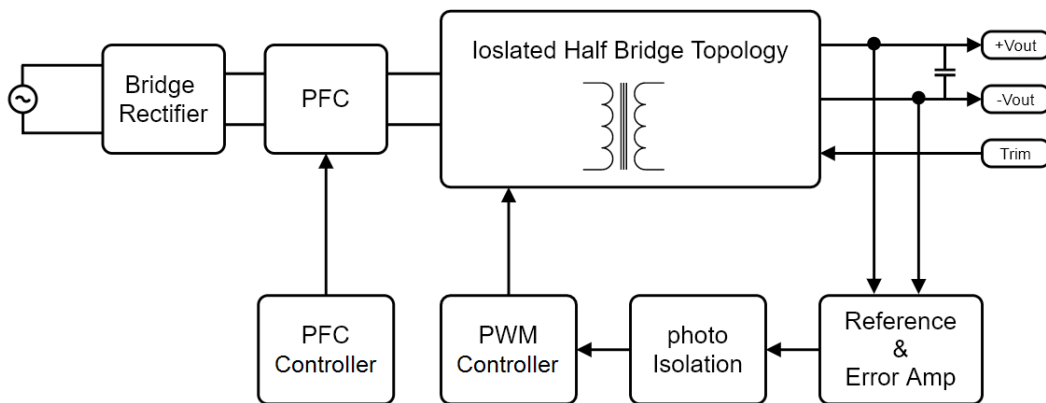 Ioslated Half Bridge Topology
+Vout
Bridge
Rectifier
PFC
-Vout
Trim
PFC
Controller
PWM
Controller
photo
Isolation
Reference
&
Error Amp